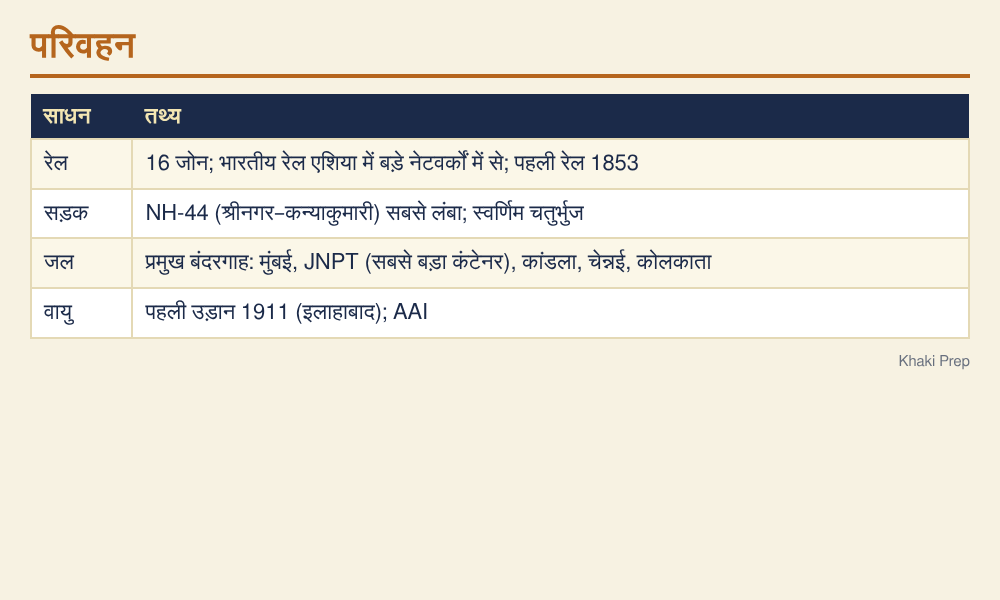 परिवहन
साधन तथ्य
रेल 16 जोन; भारतीय रेल एशिया में बड़े नेटवर्कों में से; पहली रेल 1853
सड़क NH-44 (श्रीनगर–कन्याकुमारी) सबसे लंबा; स्वर्णिम चतुर्भुज
जल प्रमुख बंदरगाह: मुंबई, JNPT (सबसे बड़ा कंटेनर), कांडला, चेन्नई, कोलकाता
वायु पहली उड़ान 1911 (इलाहाबाद); AAI
Khaki Prep